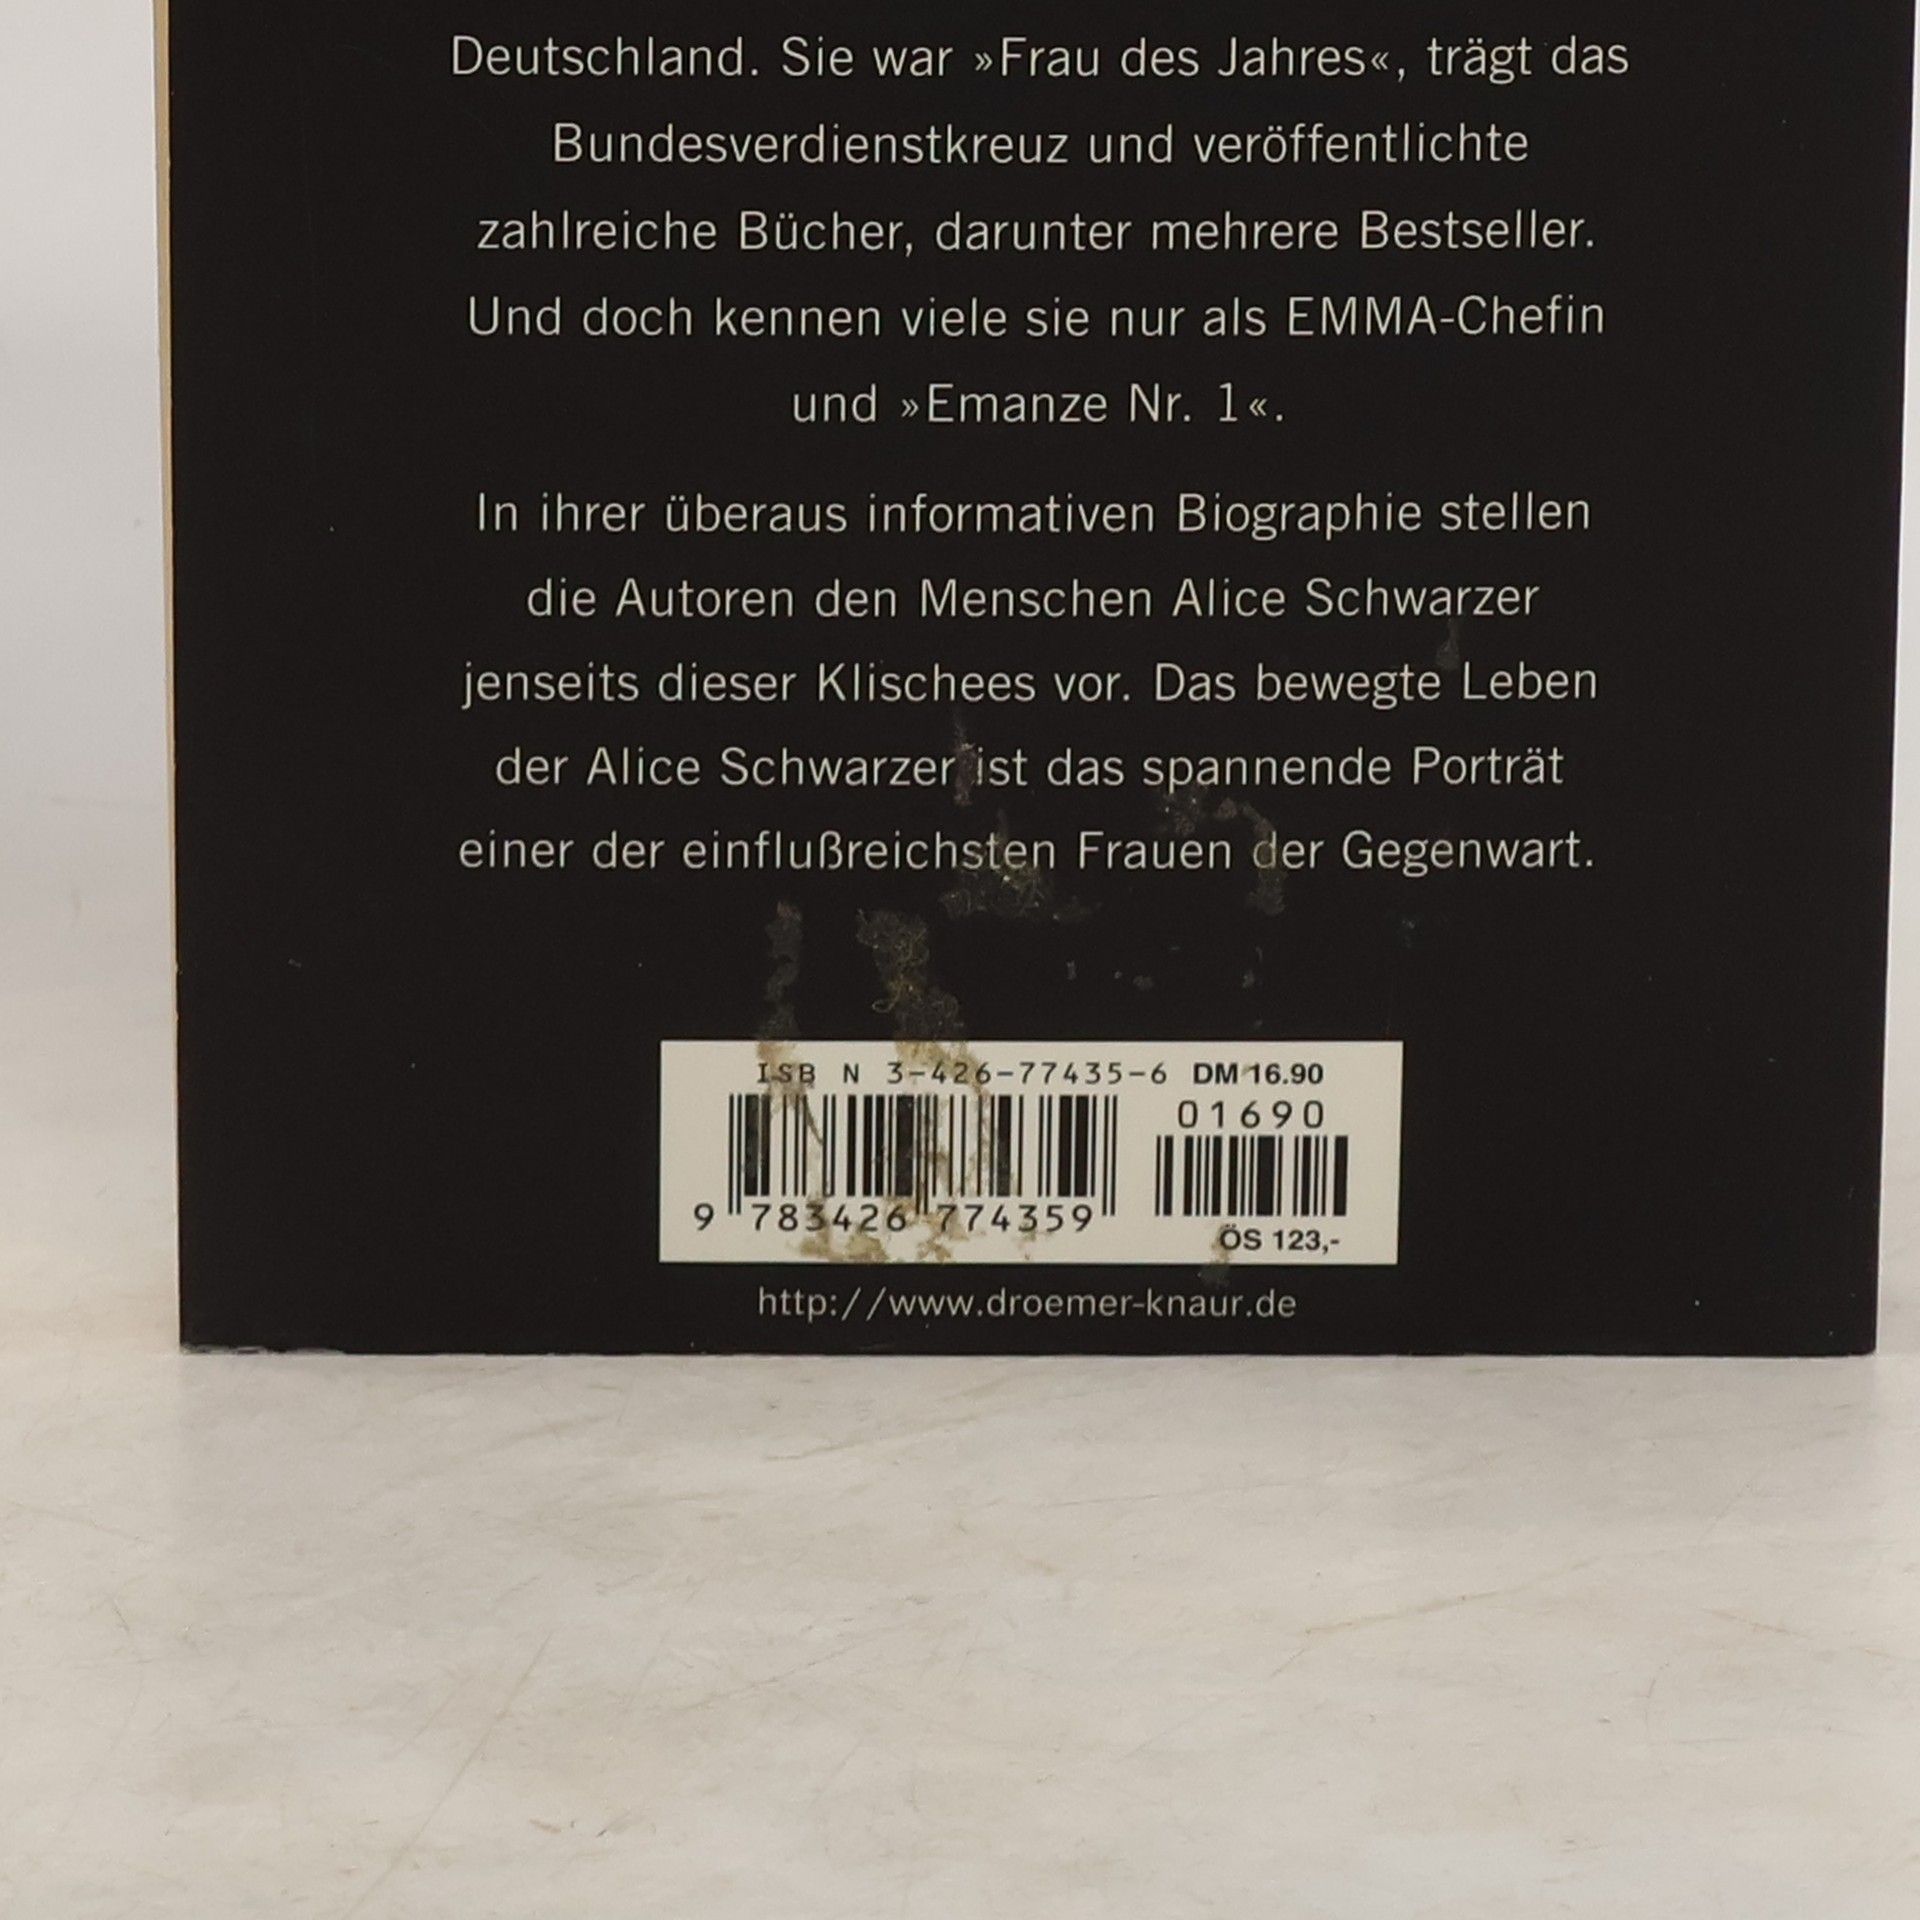 Deutschland. Sie war »Frau des Jahres«, trägt das
Bundesverdienstkreuz und veröffentlichte
zahlreiche Bücher, darunter mehrere Bestseller.
Und doch kennen viele sie nur als EMMA-Chefin
und »Emanze Nr. 1«.
In ihrer überaus informativen Biographie stellen
die Autoren den Menschen Alice Schwarzer
jenseits dieser Klischees vor. Das bewegte Leben
der Alice Schwarzer ist das spannende Porträt
einer der einflußreichsten Frauen der Gegenwart.
ISB N 3-426-77435-6 DM 16.90
01690
9 783426 774359
ÖS 123,-
http://www.droemer-knaur.de